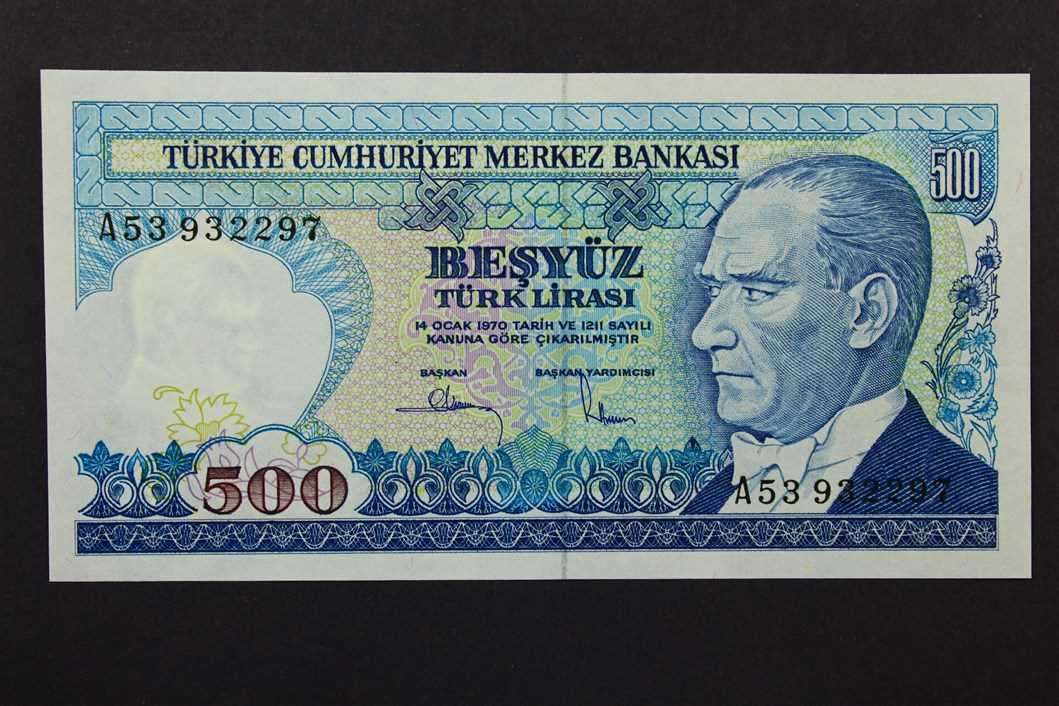 TÜRKİYE CUMHURİYET MERKEZ BANKASI
500
A53 932297
BEŞYÜZ
TÜRK LİRASI
14 OCAK 1970 TARİH VE 1211 SAYILI
KANUNA GÖRE ÇIKARILMIŞTIR
BAŞKAN BAŞKAN YARDIMCISI
500
A53 932297